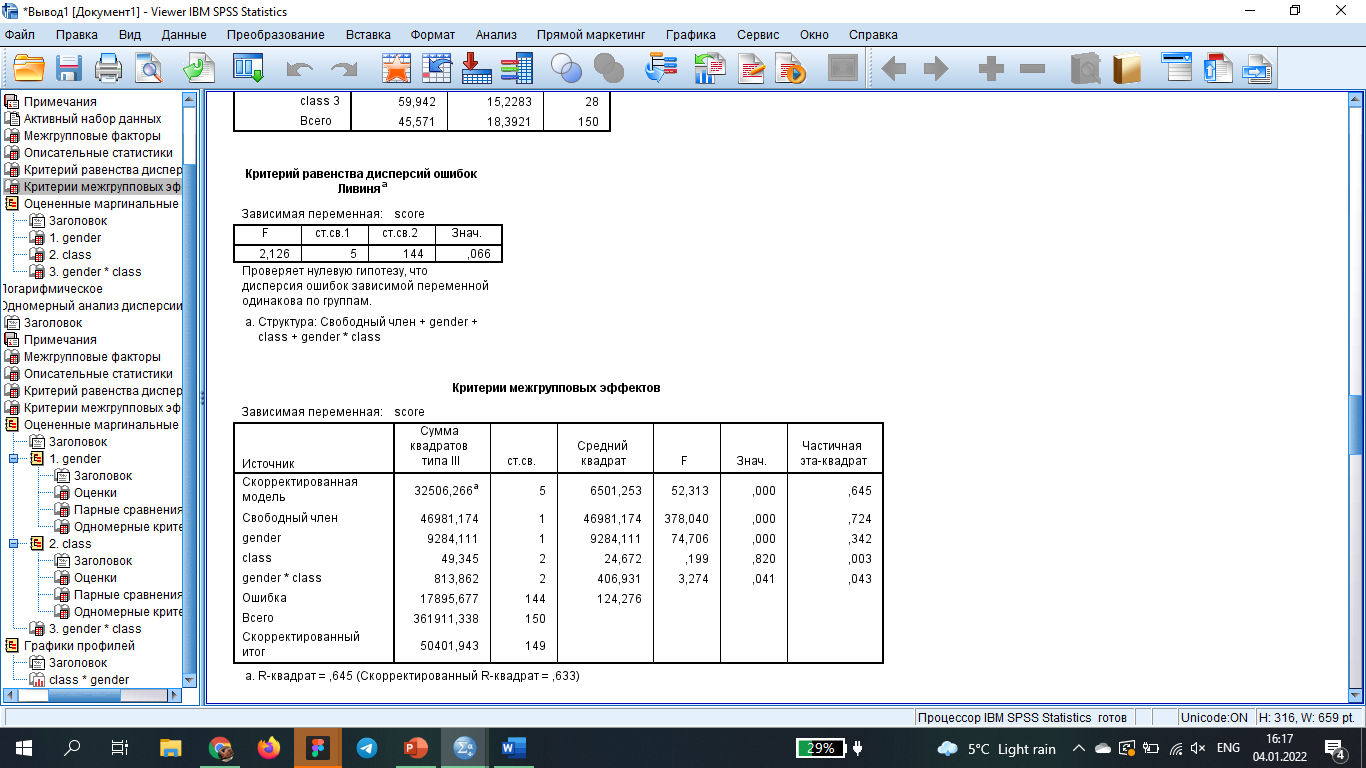 *Вывод1 [Документ1] - Viewer IBM SPSS Statistics
Файл Правка Вид Данные Преобразование Вставка Формат Анализ Прямой маркетинг Графика Сервис Окно Справка
Примечания
Активный набор данных
Межгрупповые факторы
Описательные статистики
Критерий равенства диспер
Критерии межгрупповых эф
Оцененные маргинальные
Заголовок
1. gender
2. class
3. gender * class
Логарифмическое
Одномерный анализ дисперсии
Заголовок
Примечания
Межгрупповые факторы
Описательные статистики
Критерий равенства диспер
Критерии межгрупповых эф
Оцененные маргинальные
Заголовок
1. gender
Заголовок
Оценки
Парные сравнения
Одномерные крите
2. class
Заголовок
Оценки
Парные сравнения
Одномерные крите
3. gender * class
Графики профилей
Заголовок
class * gender
class 3 59,942 15,2283 28
Всего 45,571 18,3921 150
Критерий равенства дисперсий ошибок
Ливиня a
Зависимая переменная: score
F ст.св.1 ст.св.2 Знач.
2,126 5 144 ,066
Проверяет нулевую гипотезу, что
дисперсия ошибок зависимой переменной
одинакова по группам.
a. Структура: Свободный член + gender +
class + gender * class
Критерии межгрупповых эффектов
Зависимая переменная: score
Источник Сумма квадратов типа III ст.св. Средний квадрат F Знач. Частичная эта-квадрат
Скорректированная модель 32506,266a 5 6501,253 52,313 ,000 ,645
Свободный член 46981,174 1 46981,174 378,040 ,000 ,724
gender 9284,111 1 9284,111 74,706 ,000 ,342
class 49,345 2 24,672 ,199 ,820 ,003
gender * class 813,862 2 406,931 3,274 ,041 ,043
Ошибка 17895,677 144 124,276
Всего 361911,338 150
Скорректированный итог 50401,943 149
a. R-квадрат = ,645 (Скорректированный R-квадрат = ,633)
Процессор IBM SPSS Statistics готов Unicode:ON H: 316, W: 659 pt.
29% 5°C Light rain ENG 16:17
04.01.2022 4